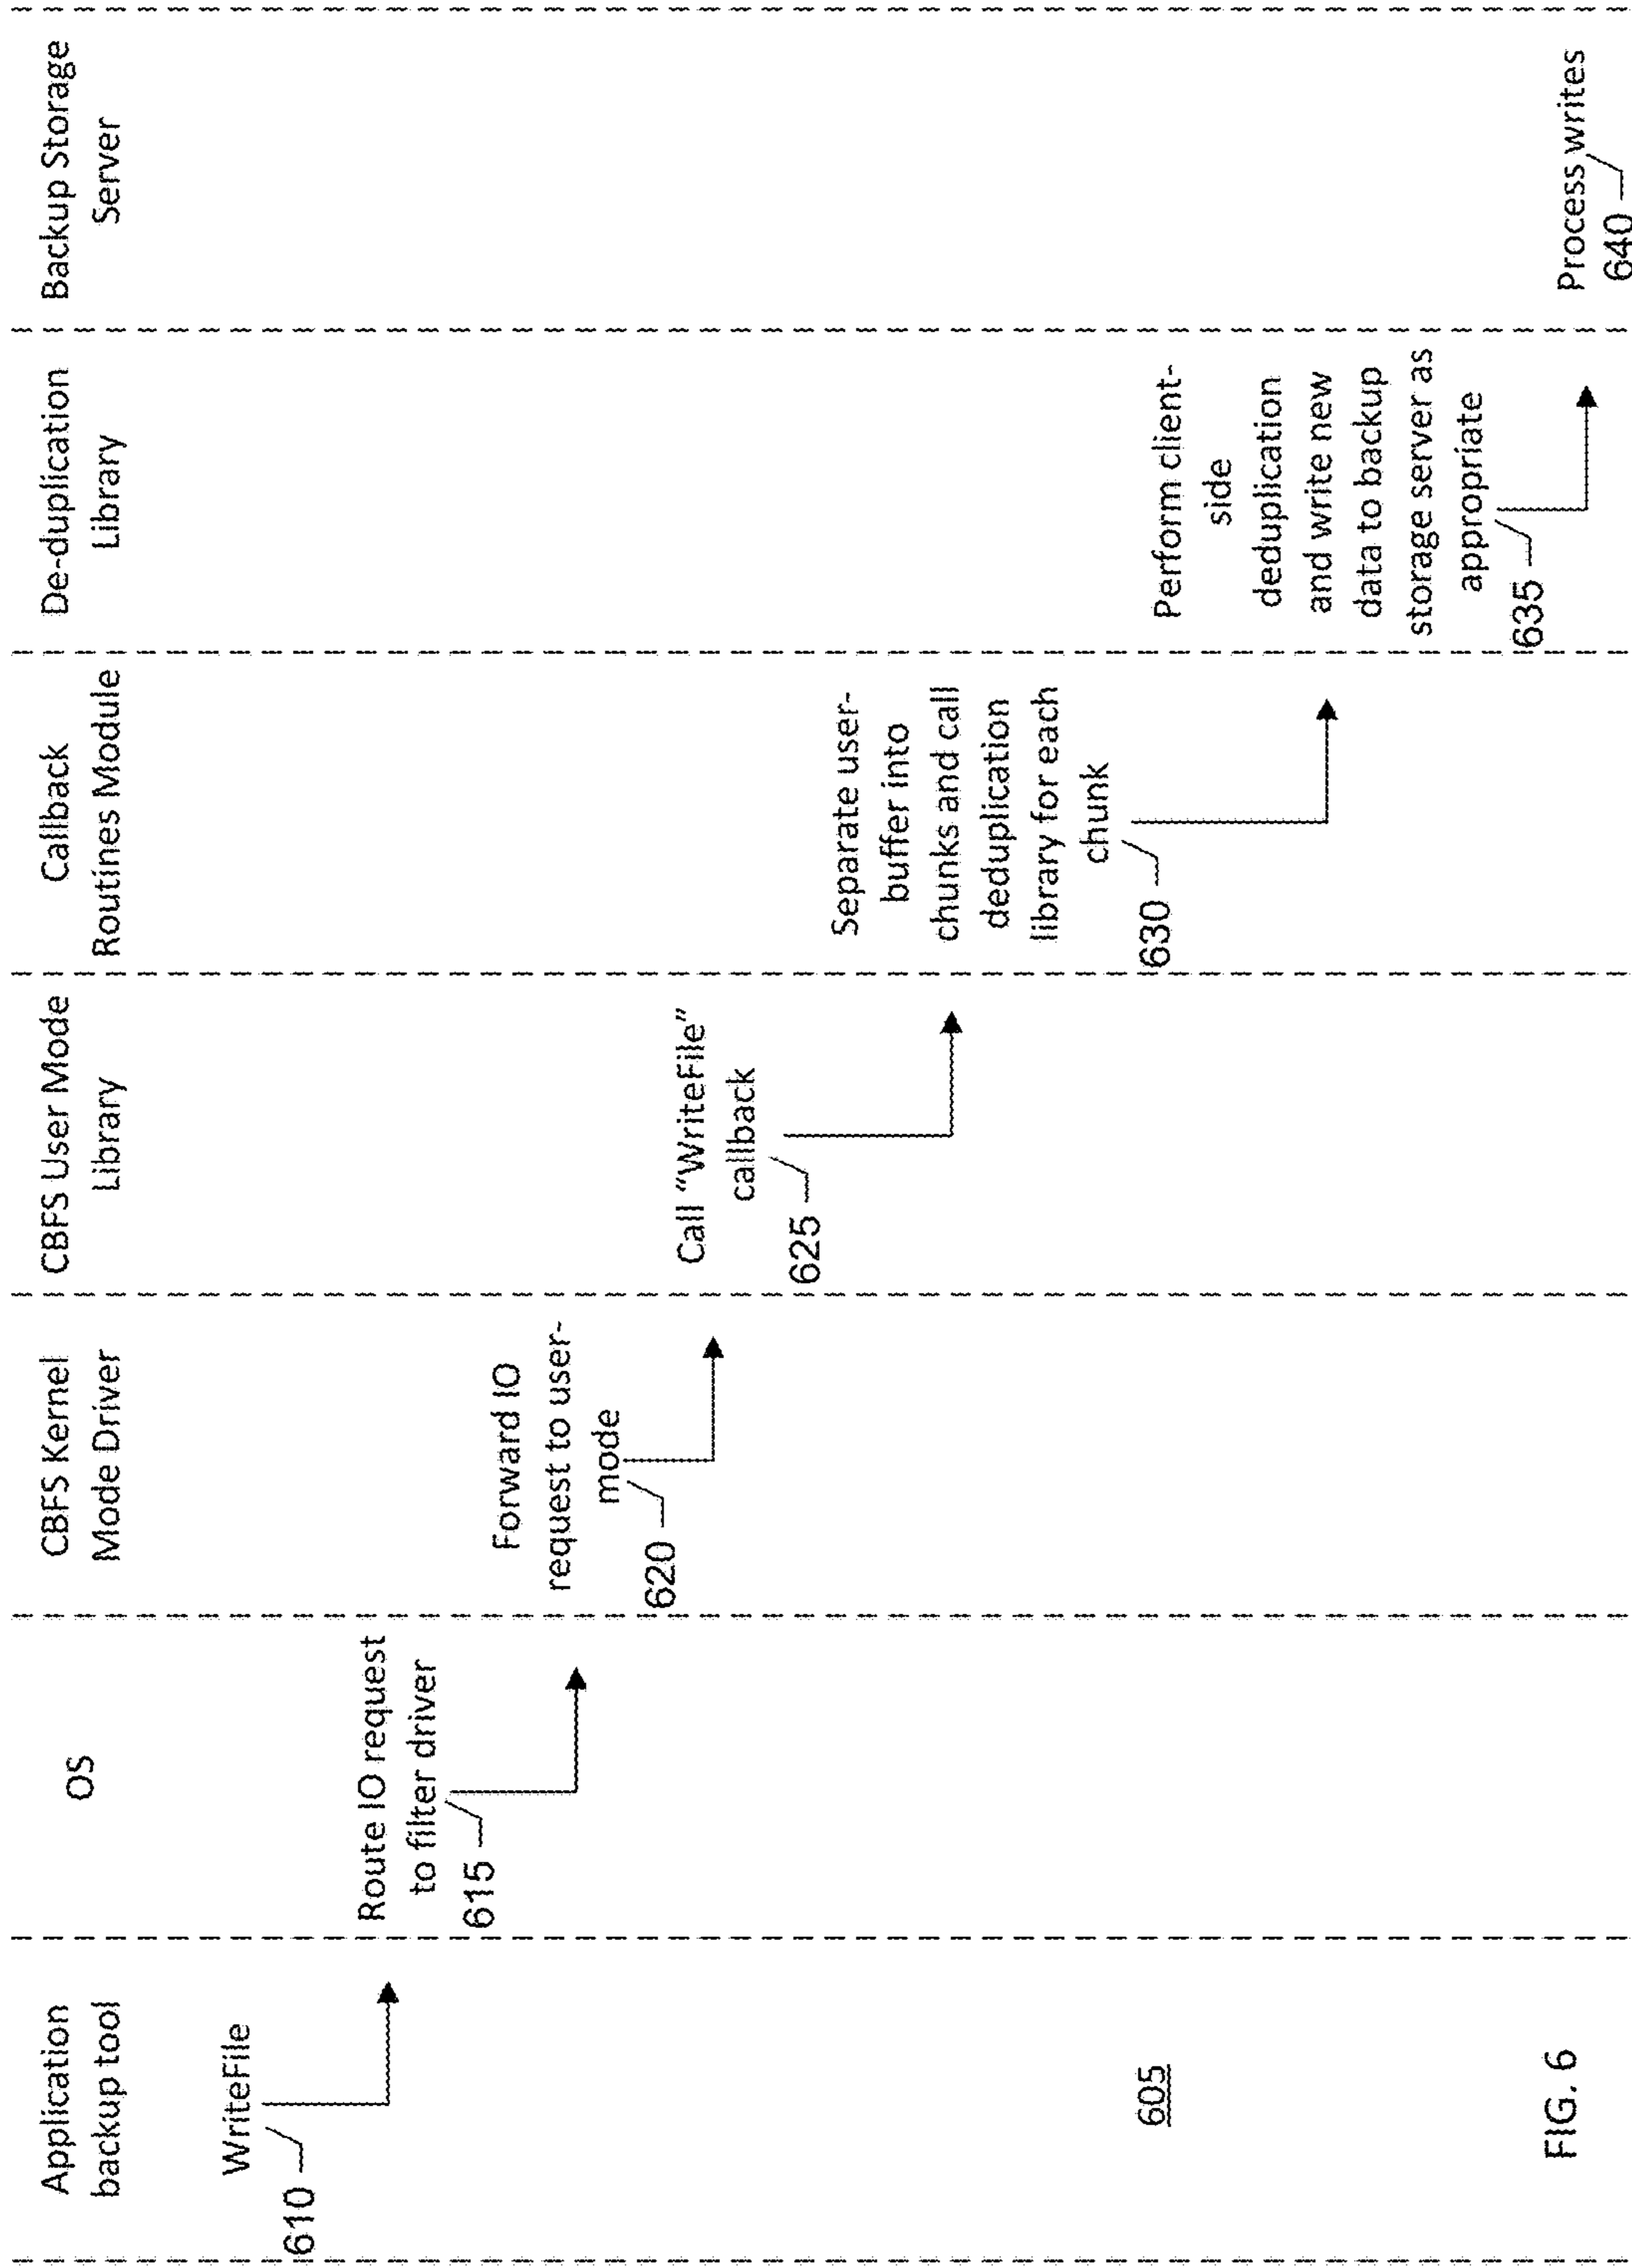 Application
backup tool
OS
CBFS Kernel
Mode Driver
CBFS User Mode
Library
Callback
Routines Module
De-duplication
Library
Backup Storage
Server
WriteFile
610
Route IO request
to filter driver
615
Forward IO
request to user-
mode
620
Call “WriteFile”
callback
625
Separate user-
buffer into
chunks and call
deduplication
library for each
chunk
630
Perform client-
side
deduplication
and write new
data to backup
storage server as
appropriate
635
Process writes
640
605
FIG. 6